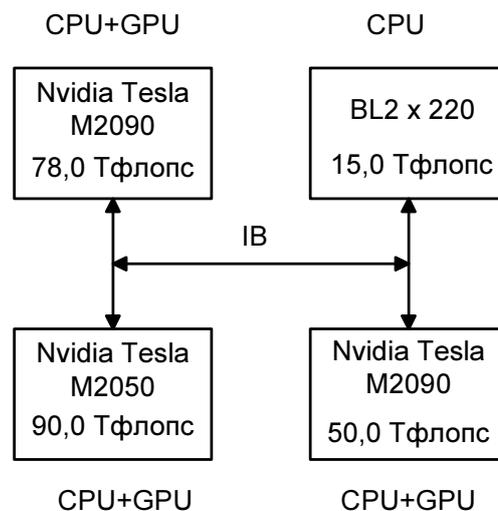 CPU+GPU
CPU
Nvidia Tesla
M2090
78,0 Тфлопс
BL2 x 220
15,0 Тфлопс
IB
Nvidia Tesla
M2050
90,0 Тфлопс
Nvidia Tesla
M2090
50,0 Тфлопс
CPU+GPU
CPU+GPU